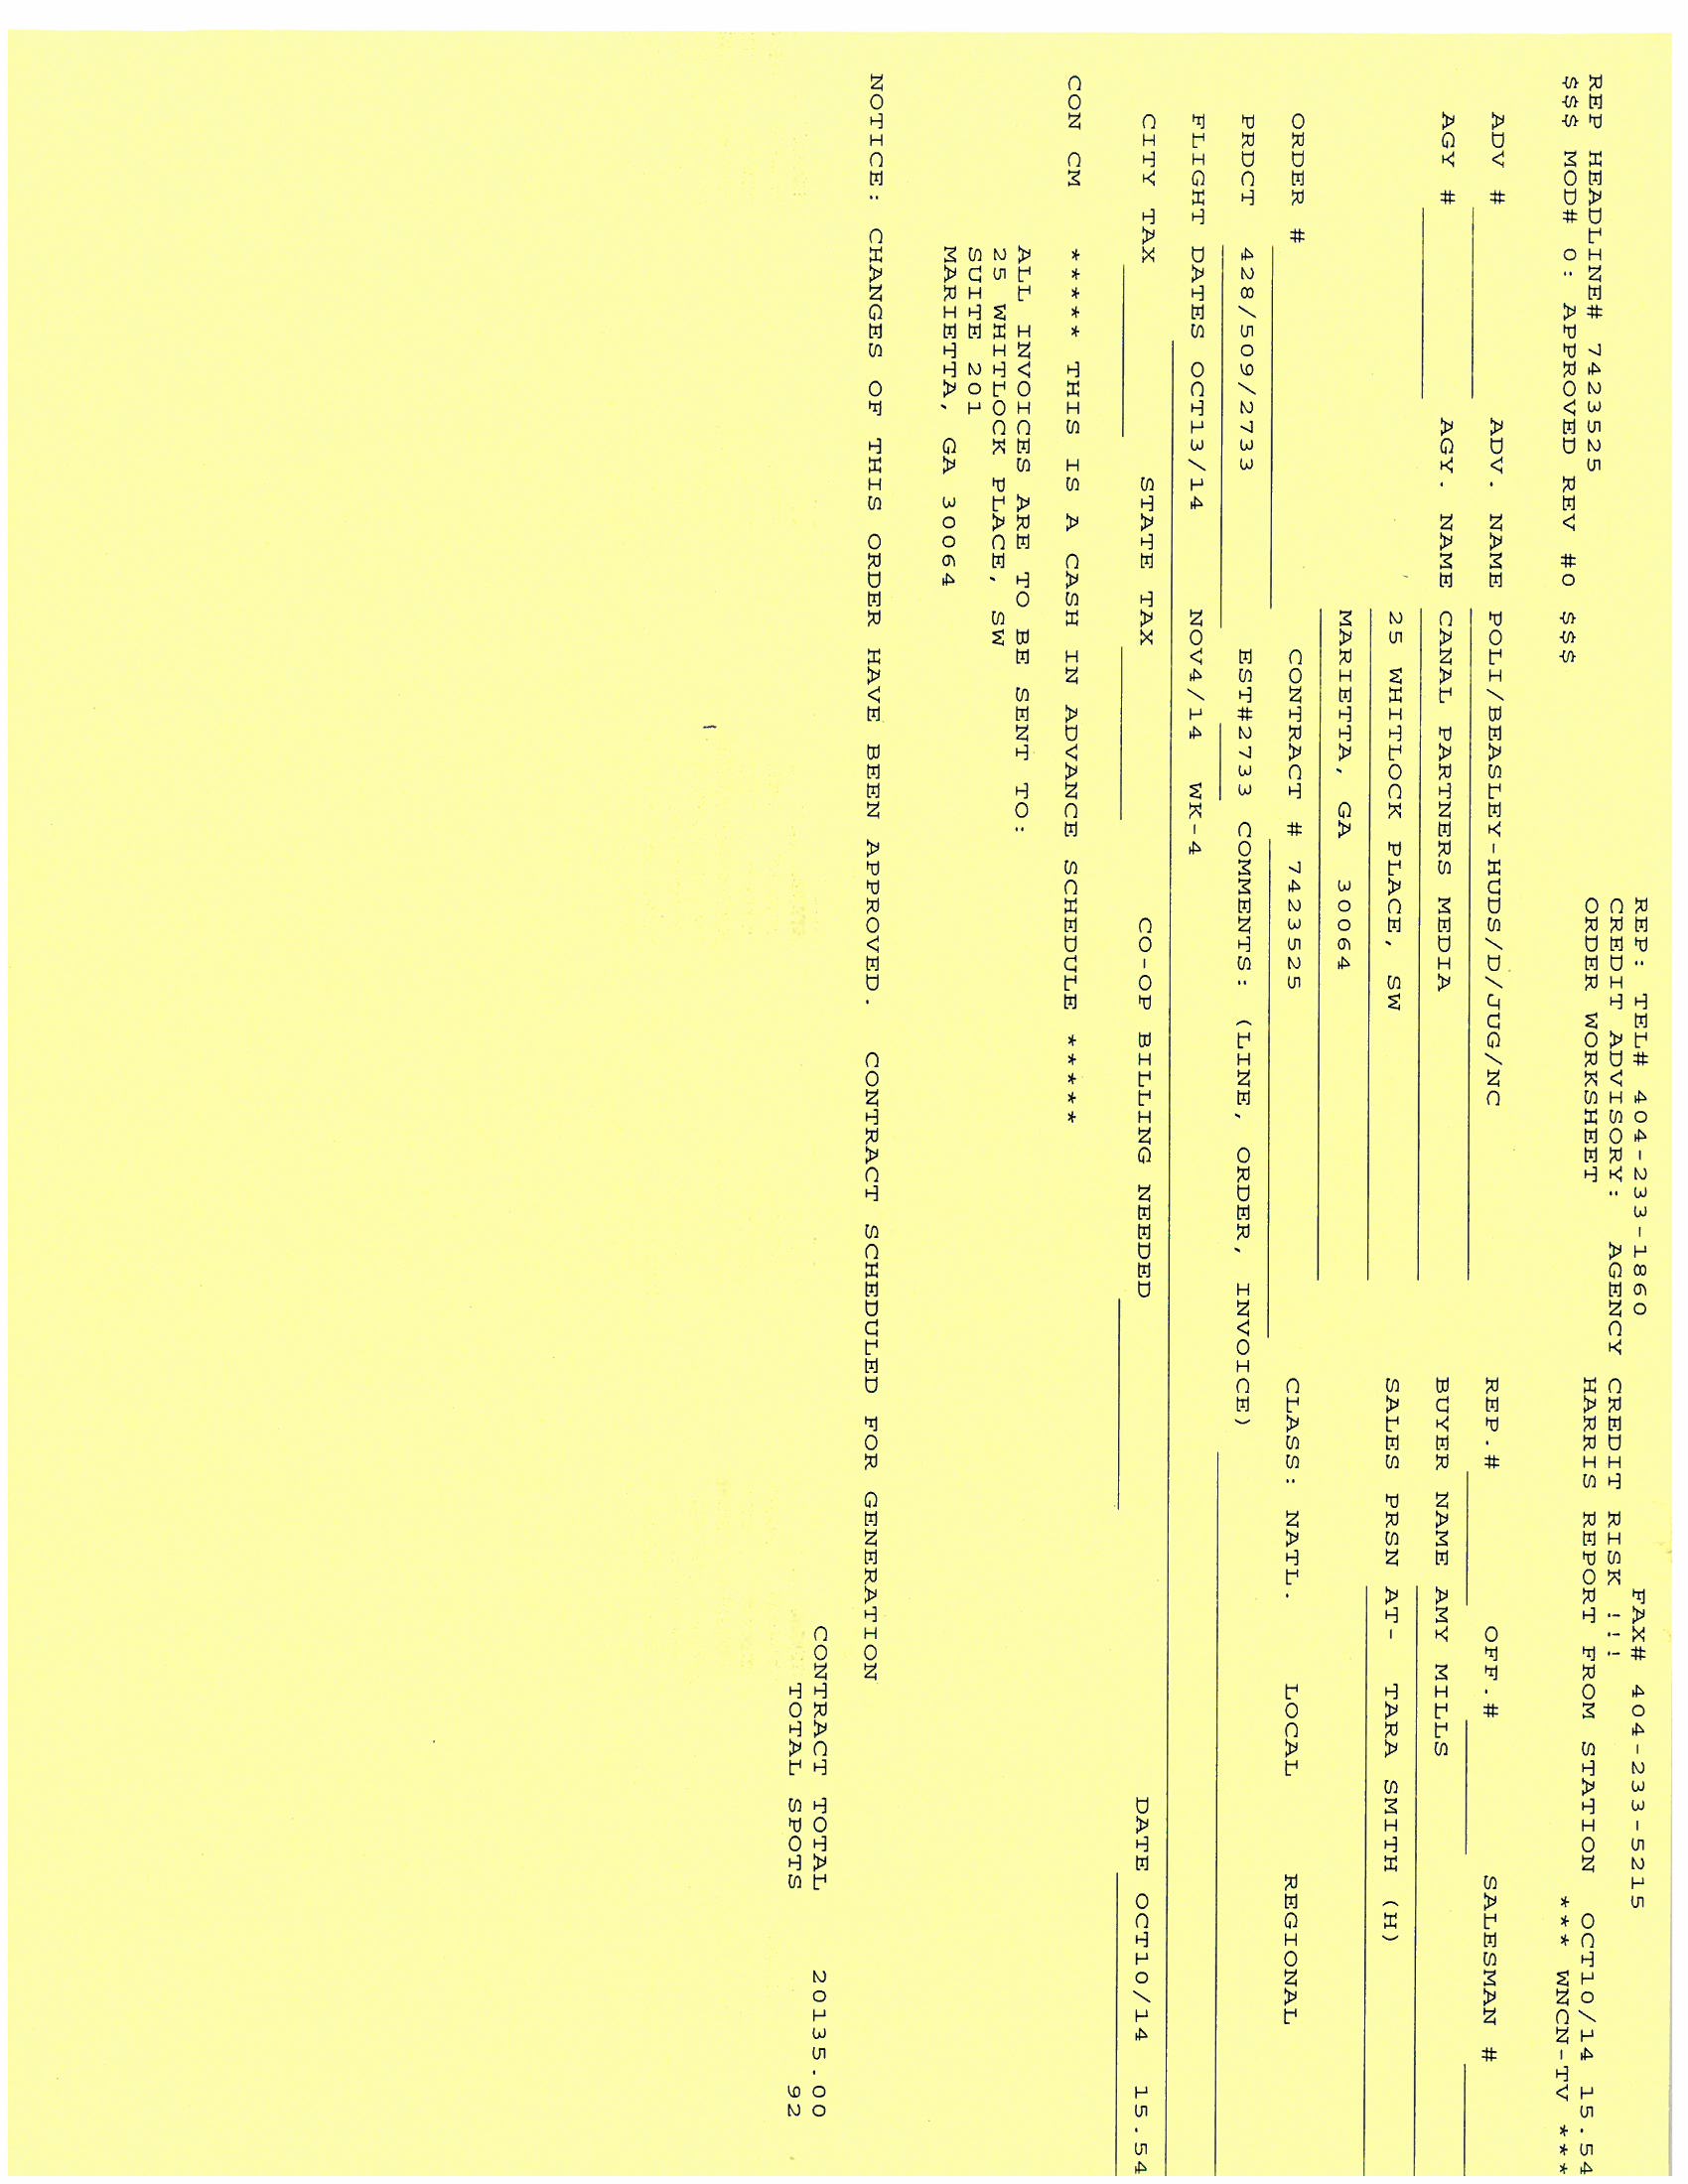 REP: TEL# 404-233-1860 FAX# 404-233-5215
CREDIT ADVISORY: AGENCY CREDIT RISK !!!
REP HEADLINE# 7423525 ORDER WORKSHEET HARRIS REPORT FROM STATION OCT10/14 15.54
$$$ MOD# 0: APPROVED REV #0 $$$ *** WNCN-TV ***
ADV # ADV. NAME POLI/BEASLEY-HUDS/D/JUG/NC REP.# OFF.# SALESMAN #
AGY # AGY. NAME CANAL PARTNERS MEDIA BUYER NAME AMY MILLS
25 WHITLOCK PLACE, SW SALES PRSN AT- TARA SMITH (H)
MARIETTA, GA 30064
ORDER # CONTRACT # 7423525 CLASS: NATL. LOCAL REGIONAL
PRDCT 428/509/2733 EST#2733 COMMENTS: (LINE, ORDER, INVOICE)
FLIGHT DATES OCT13/14 NOV4/14 WK-4
CITY TAX STATE TAX CO-OP BILLING NEEDED DATE OCT10/14 15.54
CON CM ***** THIS IS A CASH IN ADVANCE SCHEDULE *****
ALL INVOICES ARE TO BE SENT TO:
25 WHITLOCK PLACE, SW
SUITE 201
MARIETTA, GA 30064
NOTICE: CHANGES OF THIS ORDER HAVE BEEN APPROVED. CONTRACT SCHEDULED FOR GENERATION
CONTRACT TOTAL 20135.00
TOTAL SPOTS 92